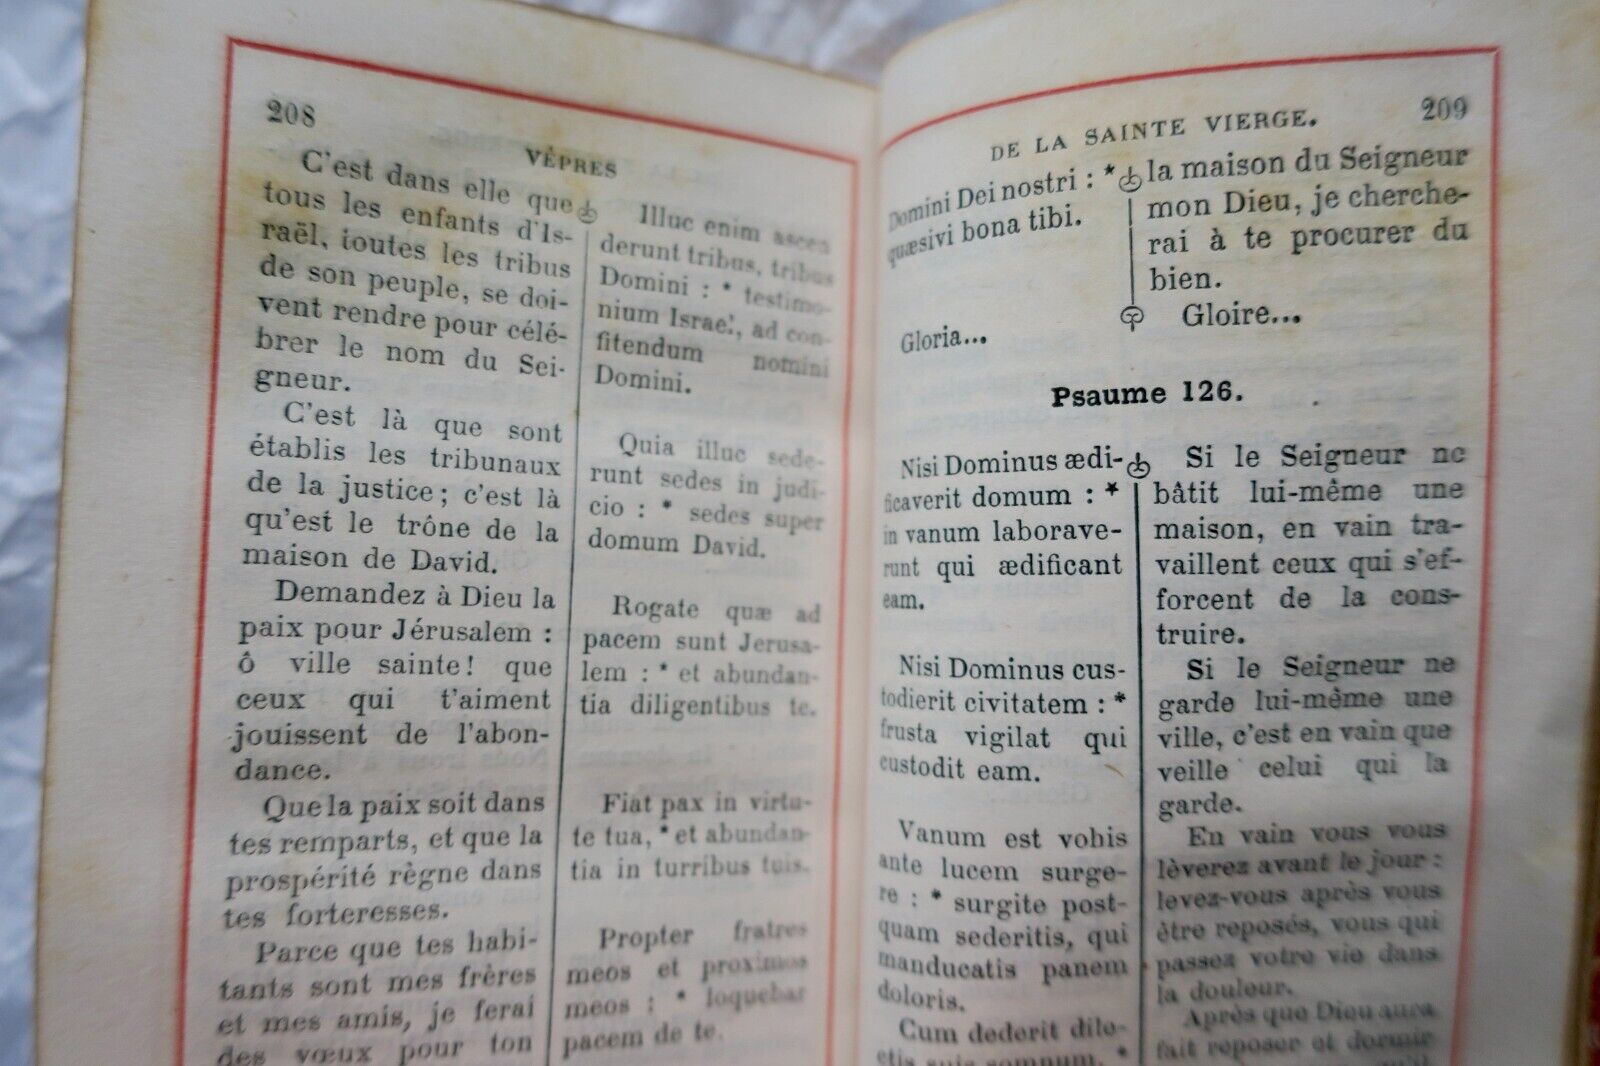 208
VÊPRES
C'est dans elle que
tous les enfants d'Is-
raël, toutes les tribus
de son peuple, se doi-
vent rendre pour célé-
brer le nom du Sei-
gneur.
C'est là que sont
établis les tribunaux
de la justice; c'est là
qu'est le trône de la
maison de David.
Demandez à Dieu la
paix pour Jérusalem :
ô ville sainte! que
ceux qui t'aiment
jouissent de l'abon-
dance.
Que la paix soit dans
tes remparts, et que la
prospérité règne dans
tes forteresses.
Parce que tes habi-
tants sont mes frères
et mes amis, je ferai
des vœux pour ton
Illuc enim ascen
derunt tribus, tribus
Domini : * testimo-
nium Israel, ad con-
fitendum nomini
Domini.
Quia illuc sede-
runt sedes in judi-
cio : * sedes super
domum David.
Rogate quæ ad
pacem sunt Jerusa-
lem : * et abundan-
tia diligentibus te.
Fiat pax in virtu-
te tua, * et abundan-
tia in turribus tuis.
Propter fratres
meos et proximos
meos : * loquebar
pacem de te.
DE LA SAINTE VIERGE.
209
Domini Dei nostri : *
quæsivi bona tibi.
Gloria...
la maison du Seigneur
mon Dieu, je cherche-
rai à te procurer du
bien.
Gloire...
Psaume 126.
Nisi Dominus ædi-
ficaverit domum : *
in vanum laborave-
runt qui ædificant
eam.
Nisi Dominus cus-
todierit civitatem : *
frusta vigilat qui
custodit eam.
Vanum est vobis
ante lucem surge-
re : * surgite post-
quam sederitis, qui
manducatis panem
doloris.
Cum dederit dile-
ctis suis somnum, *
Si le Seigneur ne
bâtit lui-même une
maison, en vain tra-
vaillent ceux qui s'ef-
forcent de la cons-
truire.
Si le Seigneur ne
garde lui-même une
ville, c'est en vain que
veille celui qui la
garde.
En vain vous vous
lèverez avant le jour :
levez-vous après vous
être reposés, vous qui
passez votre vie dans
la douleur.
Après que Dieu aura
fait reposer et dormir